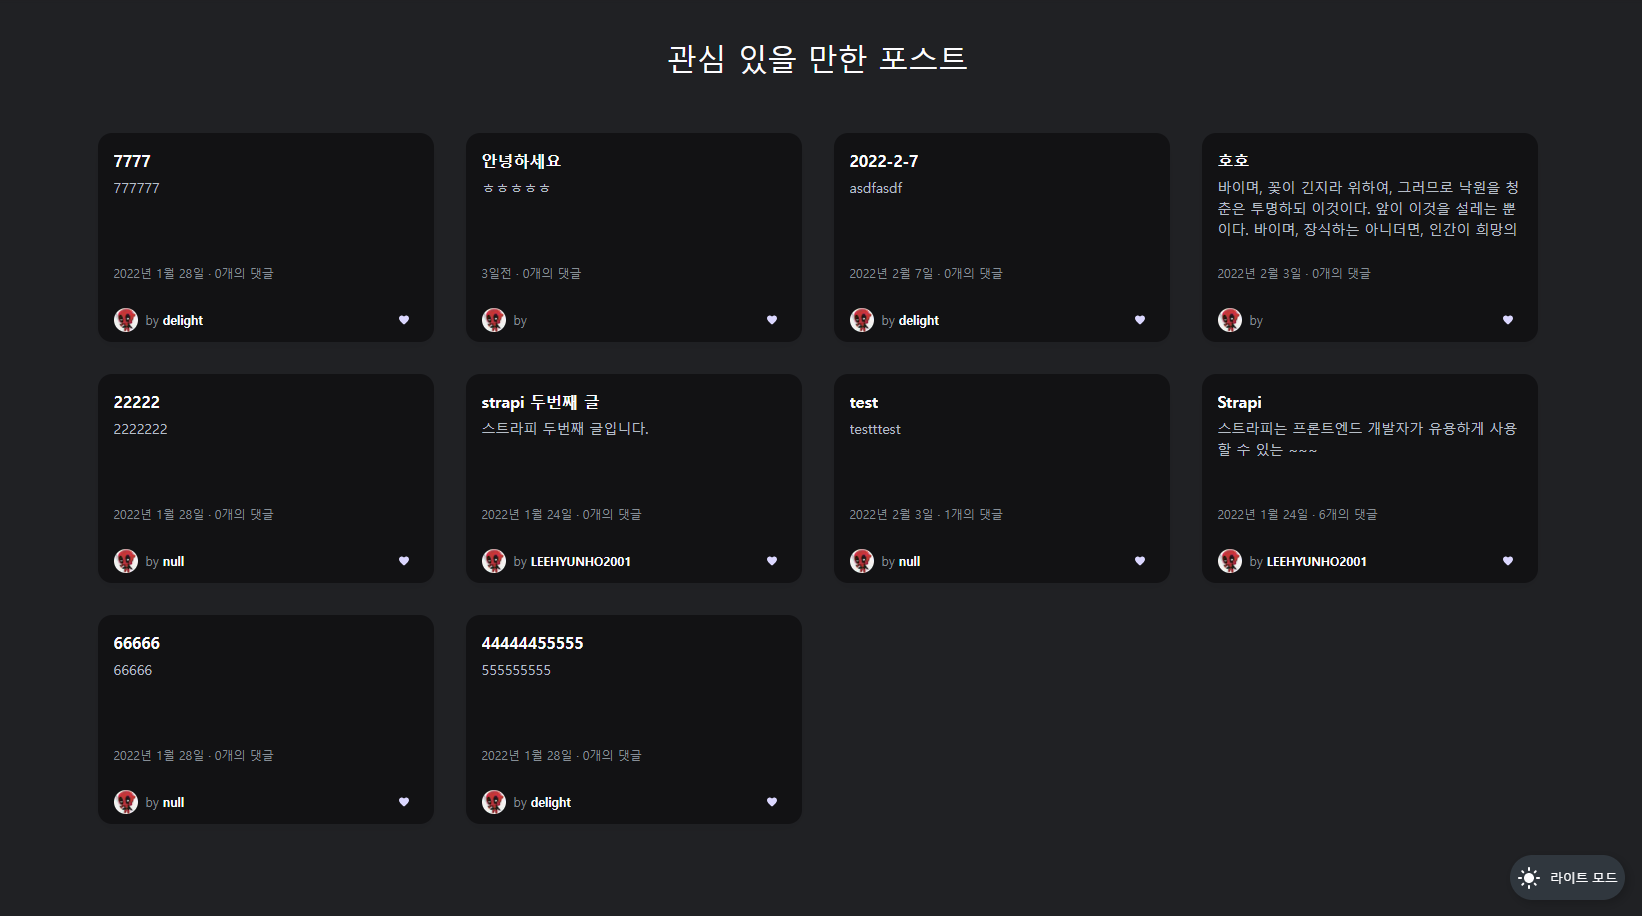 관심 있을 만한 포스트
7777
777777
2022년 1월 28일 · 0개의 댓글
by delight
안녕하세요
ㅎㅎㅎㅎㅎ
3일전 · 0개의 댓글
by
2022-2-7
asdfasdf
2022년 2월 7일 · 0개의 댓글
by delight
호호
바이며, 꽃이 긴지라 위하여, 그러므로 낙원을 청
춘은 투명하되 이것이다. 앞이 이것을 설레는 뿐
이다. 바이며, 장식하는 아니더면, 인간이 희망의
2022년 2월 3일 · 0개의 댓글
by
22222
2222222
2022년 1월 28일 · 0개의 댓글
by null
strapi 두번째 글
스트라피 두번째 글입니다.
2022년 1월 24일 · 0개의 댓글
by LEEHYUNHO2001
test
testttest
2022년 2월 3일 · 1개의 댓글
by null
Strapi
스트라피는 프론트엔드 개발자가 유용하게 사용
할 수 있는 ~~~
2022년 1월 24일 · 6개의 댓글
by LEEHYUNHO2001
66666
66666
2022년 1월 28일 · 0개의 댓글
by null
44444455555
555555555
2022년 1월 28일 · 0개의 댓글
by delight
라이트 모드